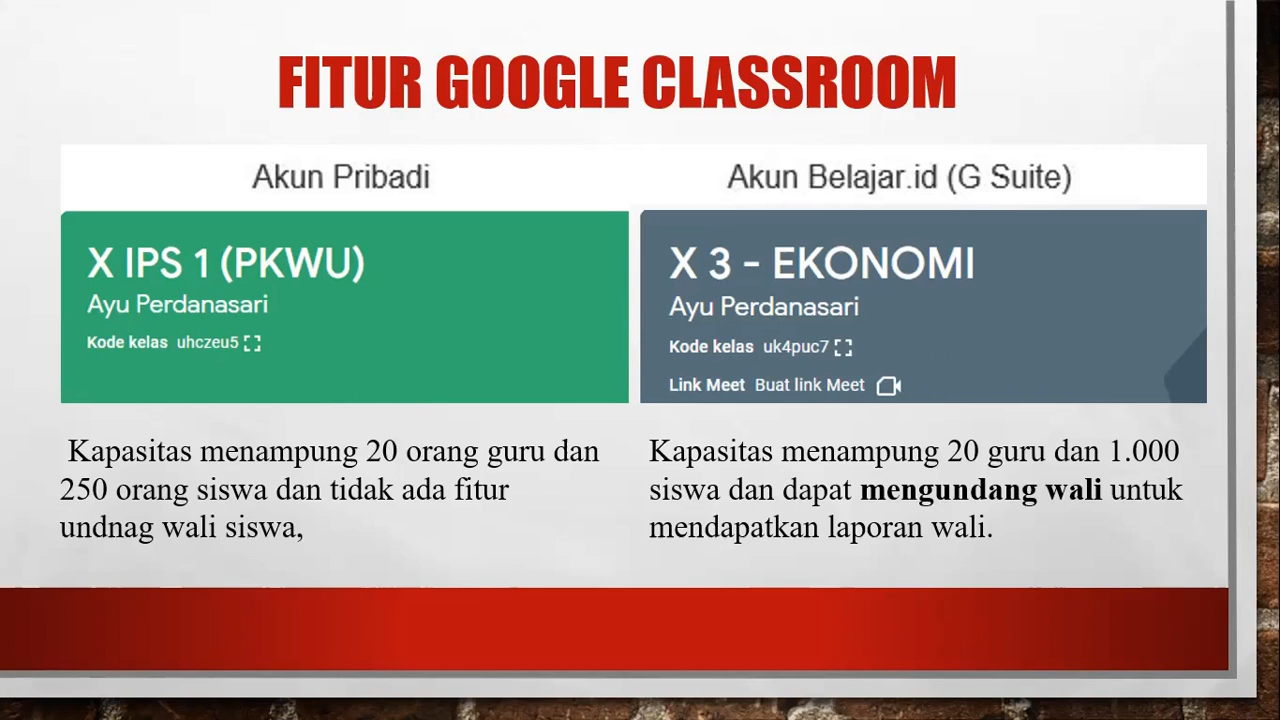 FITUR GOOGLE CLASSROOM
Akun Pribadi
X IPS 1 (PKWU)
Ayu Perdanasari
Kode kelas uhczeu5
Kapasitas menampung 20 orang guru dan
250 orang siswa dan tidak ada fitur
undnag wali siswa,
Akun Belajar.id (G Suite)
X 3 - EKONOMI
Ayu Perdanasari
Kode kelas uk4puc7
Link Meet Buat link Meet
Kapasitas menampung 20 guru dan 1.000
siswa dan dapat mengundang wali untuk
mendapatkan laporan wali.